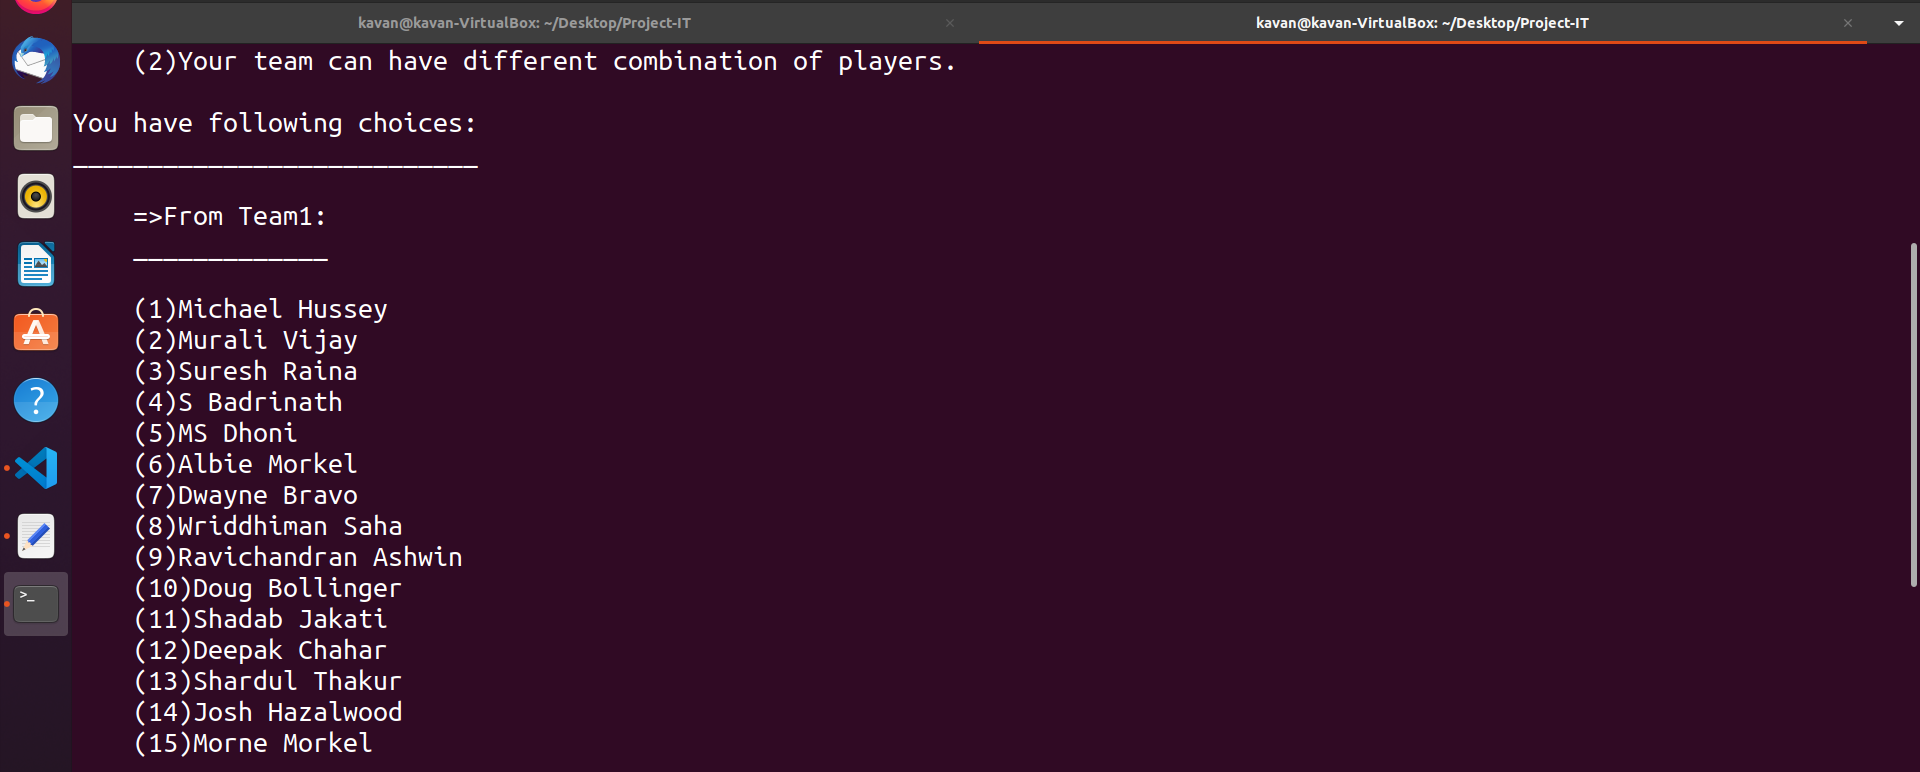 kavan@kavan-VirtualBox: ~/Desktop/Project-IT
kavan@kavan-VirtualBox: ~/Desktop/Project-IT
(2)Your team can have different combination of players.
You have following choices:
___________________________
=>From Team1:
_____________
(1)Michael Hussey
(2)Murali Vijay
(3)Suresh Raina
(4)S Badrinath
(5)MS Dhoni
(6)Albie Morkel
(7)Dwayne Bravo
(8)Wriddhiman Saha
(9)Ravichandran Ashwin
(10)Doug Bollinger
(11)Shadab Jakati
(12)Deepak Chahar
(13)Shardul Thakur
(14)Josh Hazalwood
(15)Morne Morkel